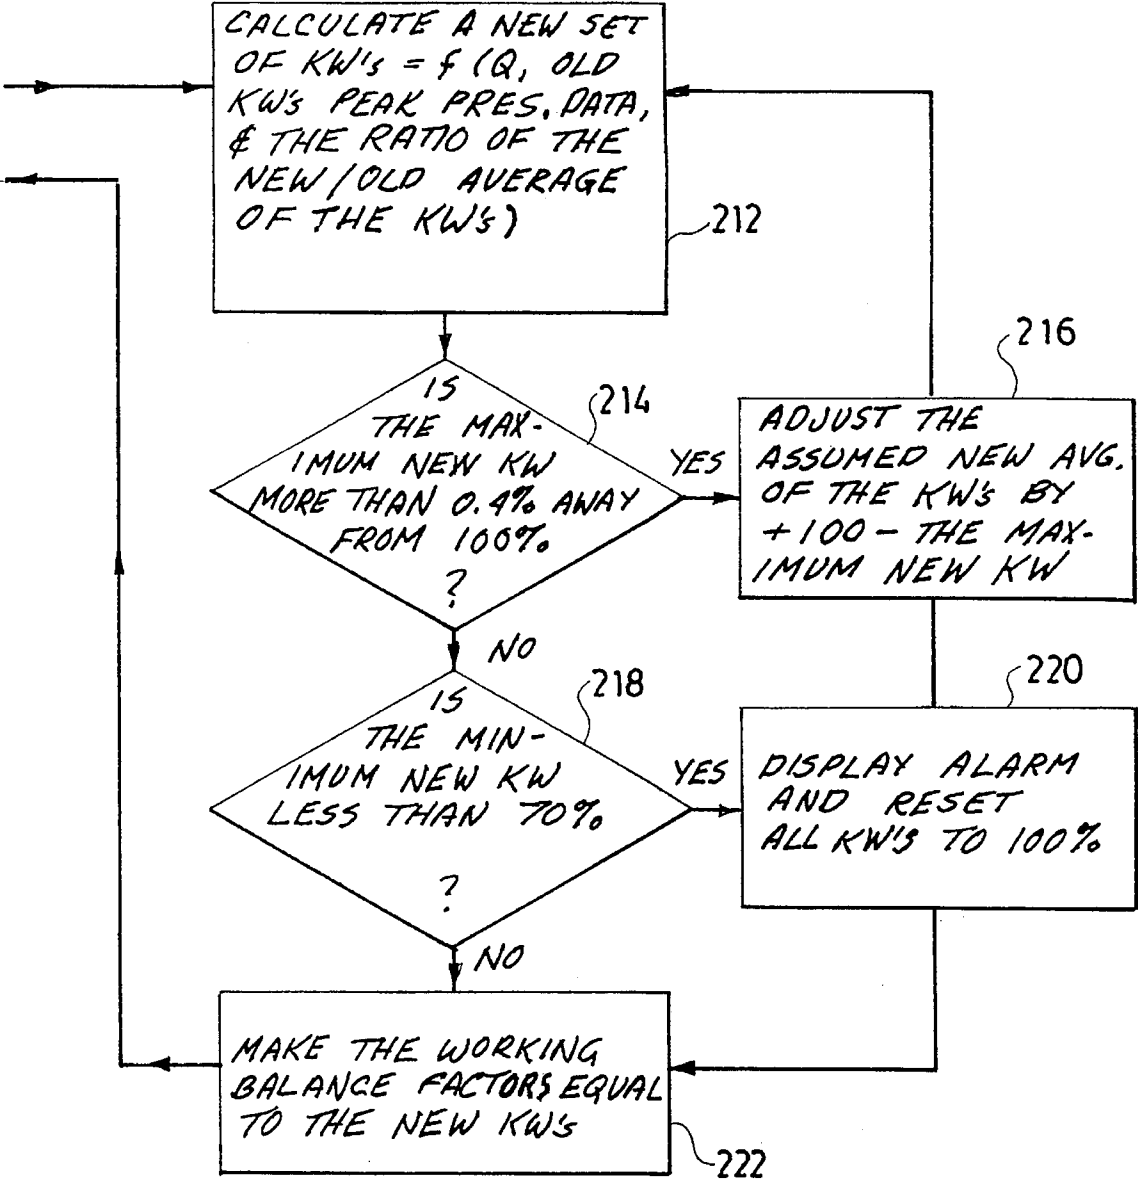 CALCULATE A NEW SET
OF KW's = f (Q, OLD
KW's PEAK PRES. DATA,
& THE RATIO OF THE
NEW/OLD AVERAGE
OF THE KW's)
212
216
IS
THE MAX-
IMUM NEW KW
MORE THAN 0.4% AWAY
FROM 100%
?
214
YES
ADJUST THE
ASSUMED NEW AVG.
OF THE KW's BY
+100 - THE MAX-
IMUM NEW KW
NO
220
IS
THE MIN-
IMUM NEW KW
LESS THAN 70%
?
218
YES
DISPLAY ALARM
AND RESET
ALL KW's TO 100%
NO
MAKE THE WORKING
BALANCE FACTORS EQUAL
TO THE NEW KW's
222